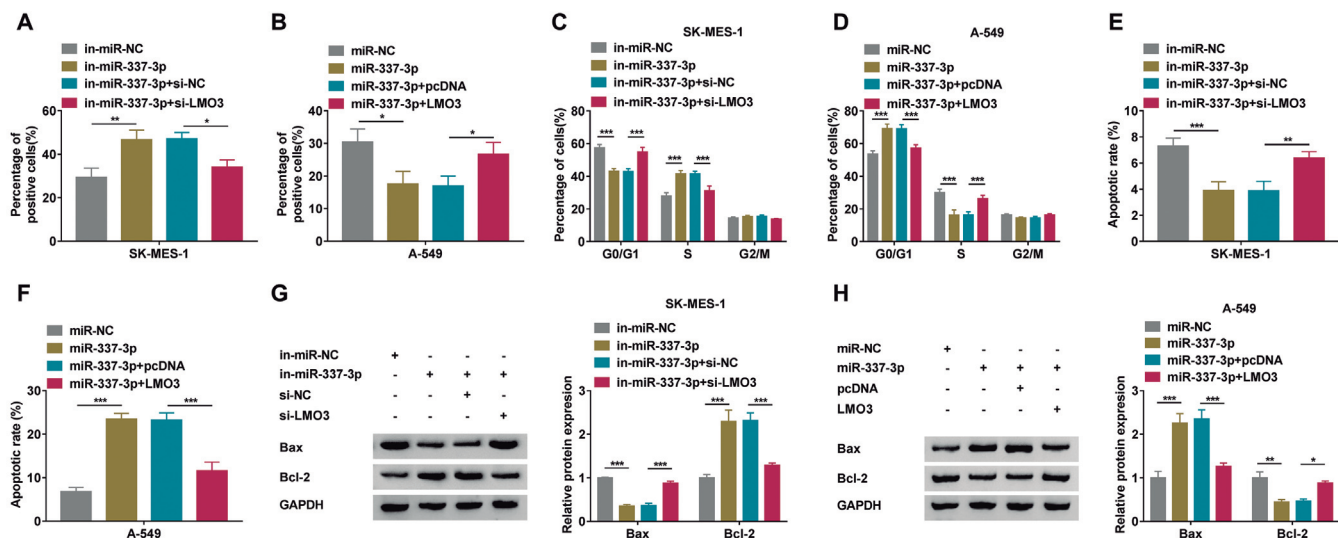 A
in-miR-NC
in-miR-337-3p
in-miR-337-3p+si-NC
in-miR-337-3p+si-LMO3
Percentage of
positive cells(%)
60
40
20
0
**
*
SK-MES-1
B
miR-NC
miR-337-3p
miR-337-3p+pcDNA
miR-337-3p+LMO3
Percentage of
positive cells(%)
40
30
20
10
0
*
*
A-549
C
SK-MES-1
in-miR-NC
in-miR-337-3p
in-miR-337-3p+si-NC
in-miR-337-3p+si-LMO3
Percentage of cells(%)
80
60
40
20
0
*** ***
*** ***
G0/G1 S G2/M
D
A-549
miR-NC
miR-337-3p
miR-337-3p+pcDNA
miR-337-3p+LMO3
Percentage of cells(%)
80
60
40
20
0
*** ***
*** ***
G0/G1 S G2/M
E
in-miR-NC
in-miR-337-3p
in-miR-337-3p+si-NC
in-miR-337-3p+si-LMO3
Apoptotic rate (%)
8
6
4
2
0
***
**
SK-MES-1
F
miR-NC
miR-337-3p
miR-337-3p+pcDNA
miR-337-3p+LMO3
Apoptotic rate (%)
30
20
10
0
*** ***
A-549
G
in-miR-NC + - - -
in-miR-337-3p - + + +
si-NC - - + -
si-LMO3 - - - +
Bax
Bcl-2
GAPDH
SK-MES-1
in-miR-NC
in-miR-337-3p
in-miR-337-3p+si-NC
in-miR-337-3p+si-LMO3
Relative protein expresion
3
2
1
0
*** ***
*** ***
Bax Bcl-2
H
miR-NC + - - -
miR-337-3p - + + +
pcDNA - - + -
LMO3 - - - +
Bax
Bcl-2
GAPDH
A-549
miR-NC
miR-337-3p
miR-337-3p+pcDNA
miR-337-3p+LMO3
Relative protein expresion
3
2
1
0
*** ***
** *
Bax Bcl-2